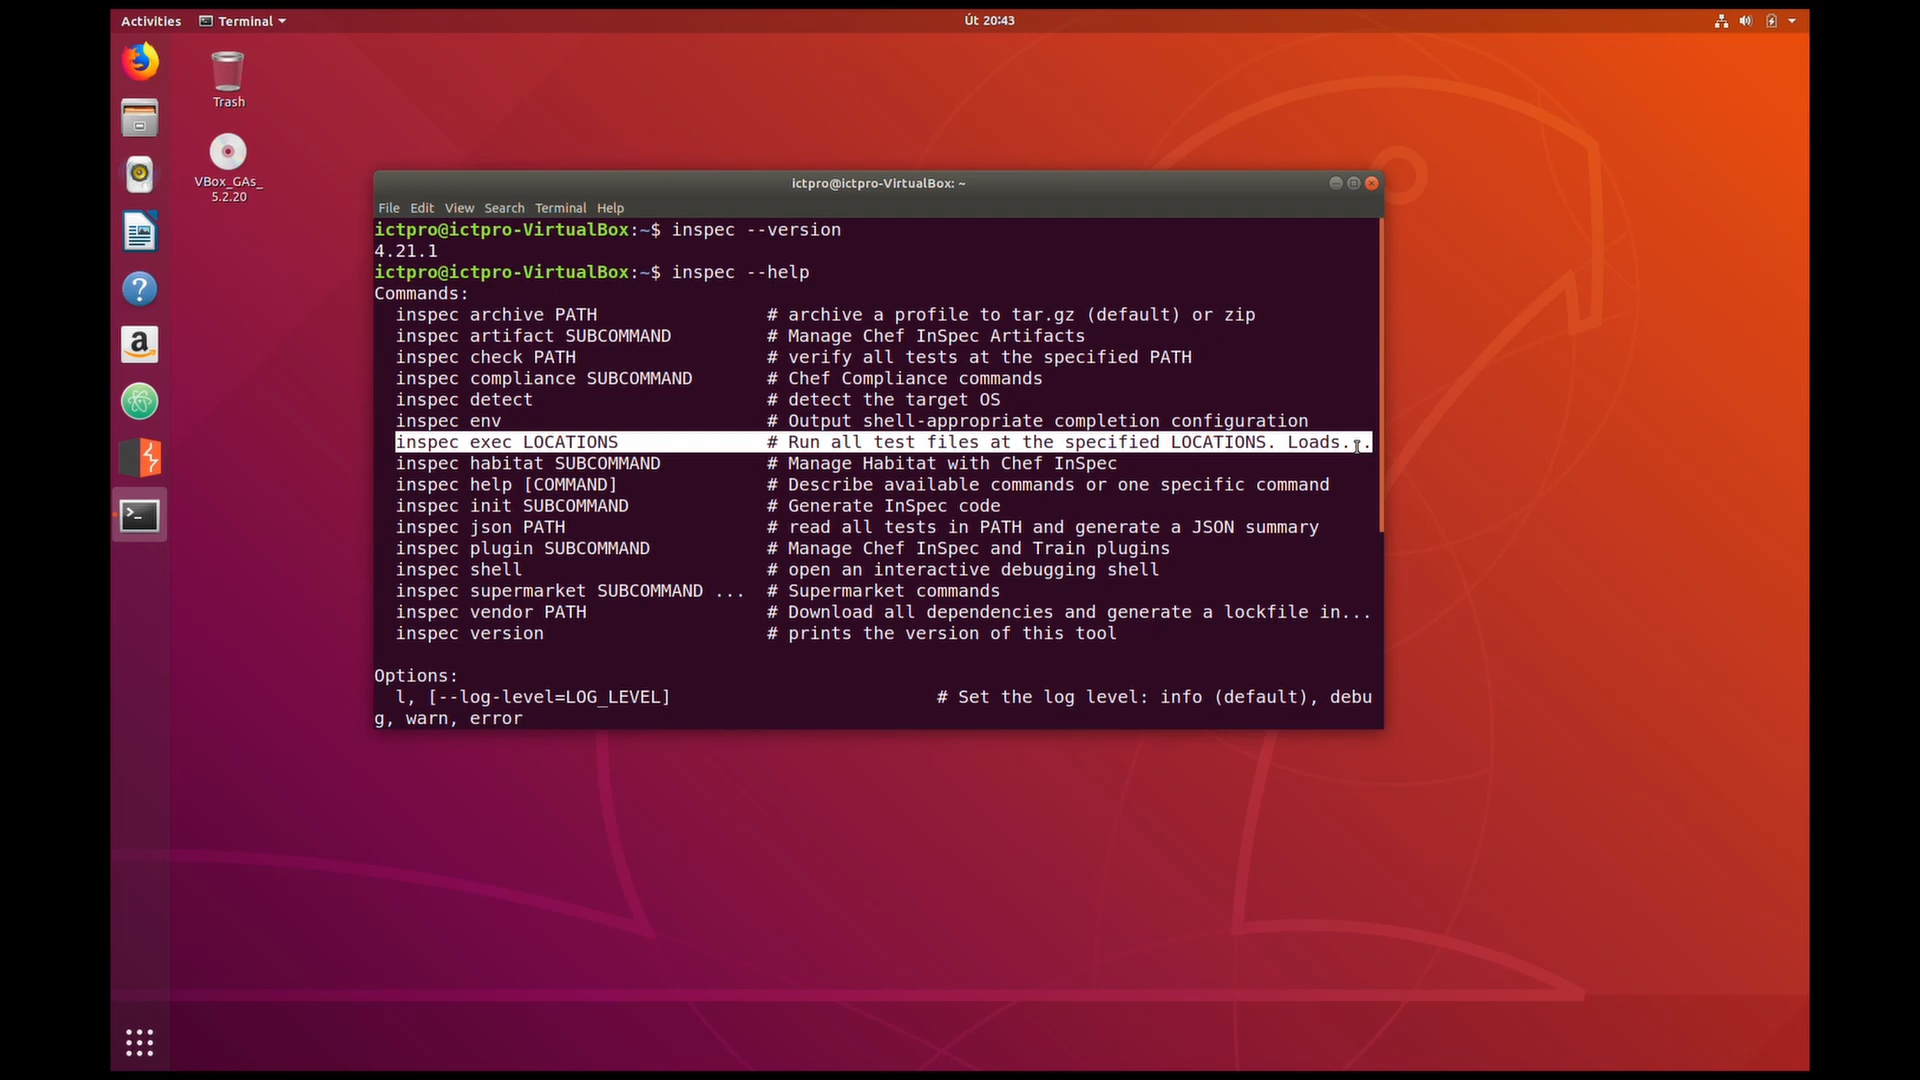 Activities
Terminal
Út 20:43
Trash
VBox_GAs_
5.2.20
ictpro@ictpro-VirtualBox: ~
File Edit View Search Terminal Help
ictpro@ictpro-VirtualBox:~$ inspec --version
4.21.1
ictpro@ictpro-VirtualBox:~$ inspec --help
Commands:
inspec archive PATH # archive a profile to tar.gz (default) or zip
inspec artifact SUBCOMMAND # Manage Chef InSpec Artifacts
inspec check PATH # verify all tests at the specified PATH
inspec compliance SUBCOMMAND # Chef Compliance commands
inspec detect # detect the target OS
inspec env # Output shell-appropriate completion configuration
inspec exec LOCATIONS # Run all test files at the specified LOCATIONS. Loads...
inspec habitat SUBCOMMAND # Manage Habitat with Chef InSpec
inspec help [COMMAND] # Describe available commands or one specific command
inspec init SUBCOMMAND # Generate InSpec code
inspec json PATH # read all tests in PATH and generate a JSON summary
inspec plugin SUBCOMMAND # Manage Chef InSpec and Train plugins
inspec shell # open an interactive debugging shell
inspec supermarket SUBCOMMAND ... # Supermarket commands
inspec vendor PATH # Download all dependencies and generate a lockfile in...
inspec version # prints the version of this tool
Options:
l, [--log-level=LOG_LEVEL] # Set the log level: info (default), debu
g, warn, error